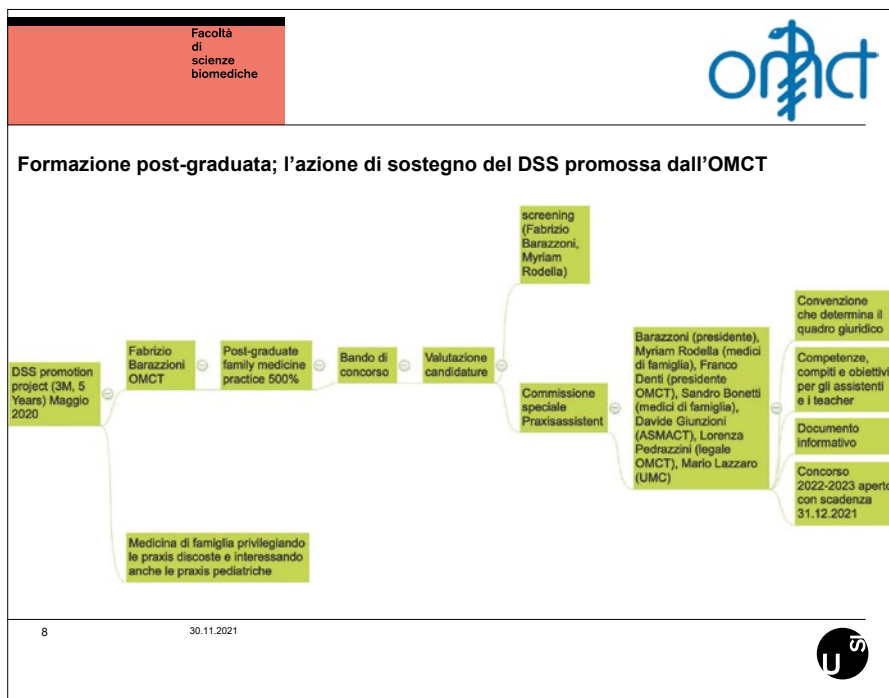 Facoltà
di
scienze
biomediche
omct
Formazione post-graduata; l'azione di sostegno del DSS promossa dall'OMCT
DSS promotion
project (3M, 5
Years) Maggio
2020
Fabrizio
Barazzioni
OMCT
Post-graduate
family medicine
practice 500%
Bando di
concorso
Valutazione
candidature
screening
(Fabrizio
Barazzoni,
Myriam
Rodella)
Commissione
speciale
Praxisassistent
Barazzoni (presidente),
Myriam Rodella (medici
di famiglia), Franco
Denti (presidente
OMCT), Sandro Bonetti
(medici di famiglia),
Davide Giunzioni
(ASMACT), Lorenza
Pedrazzini (legale
OMCT), Mario Lazzaro
(UMC)
Convenzione
che determina il
quadro giuridico
Competenze,
compiti e obiettivi
per gli assistenti
e i teacher
Documento
informativo
Concorso
2022-2023 aperto
con scadenza
31.12.2021
Medicina di famiglia privilegiando
le praxis discoste e interessando
anche le praxis pediatriche
8
30.11.2021
USI